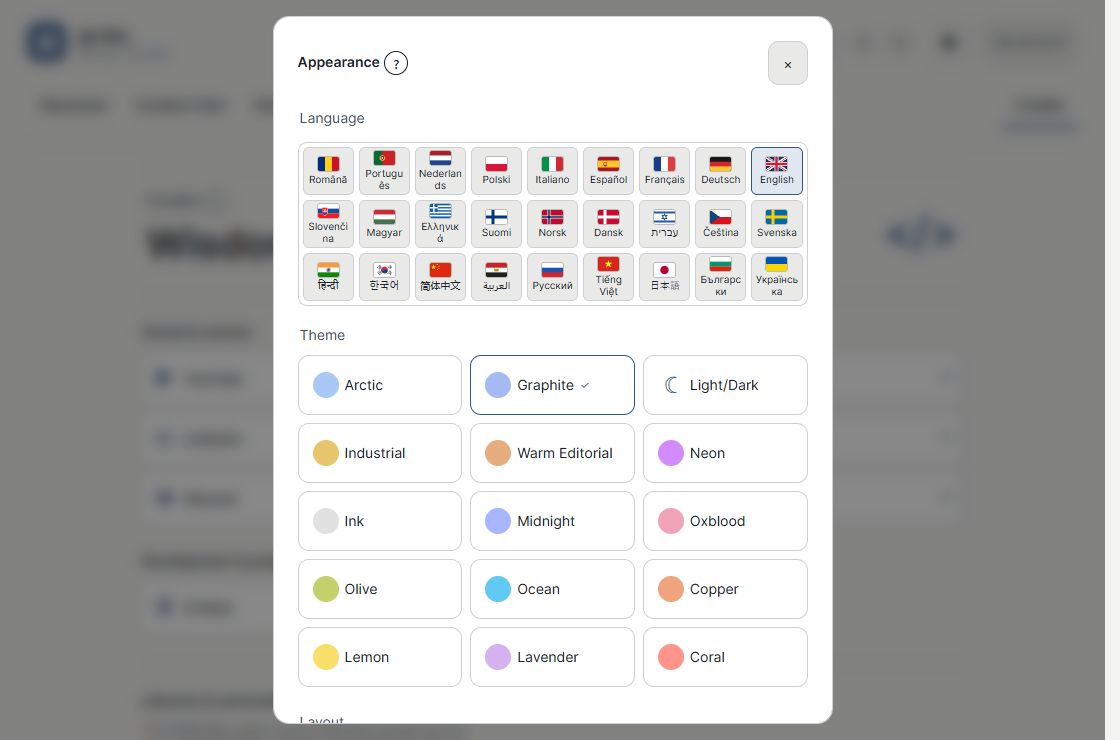 Appearance ?
×
Language
Română
Portugu
ês
Nederlan
ds
Polski
Italiano
Español
Français
Deutsch
English
Slovenči
na
Magyar
Ελληνικ
ά
Suomi
Norsk
Dansk
עברית
Čeština
Svenska
हिन्दी
한국어
简体中文
العربية
Русский
Tiếng
Việt
日本語
Българс
ки
Українсь
ка
Theme
Arctic
Graphite ✓
Light/Dark
Industrial
Warm Editorial
Neon
Ink
Midnight
Oxblood
Olive
Ocean
Copper
Lemon
Lavender
Coral
Layout